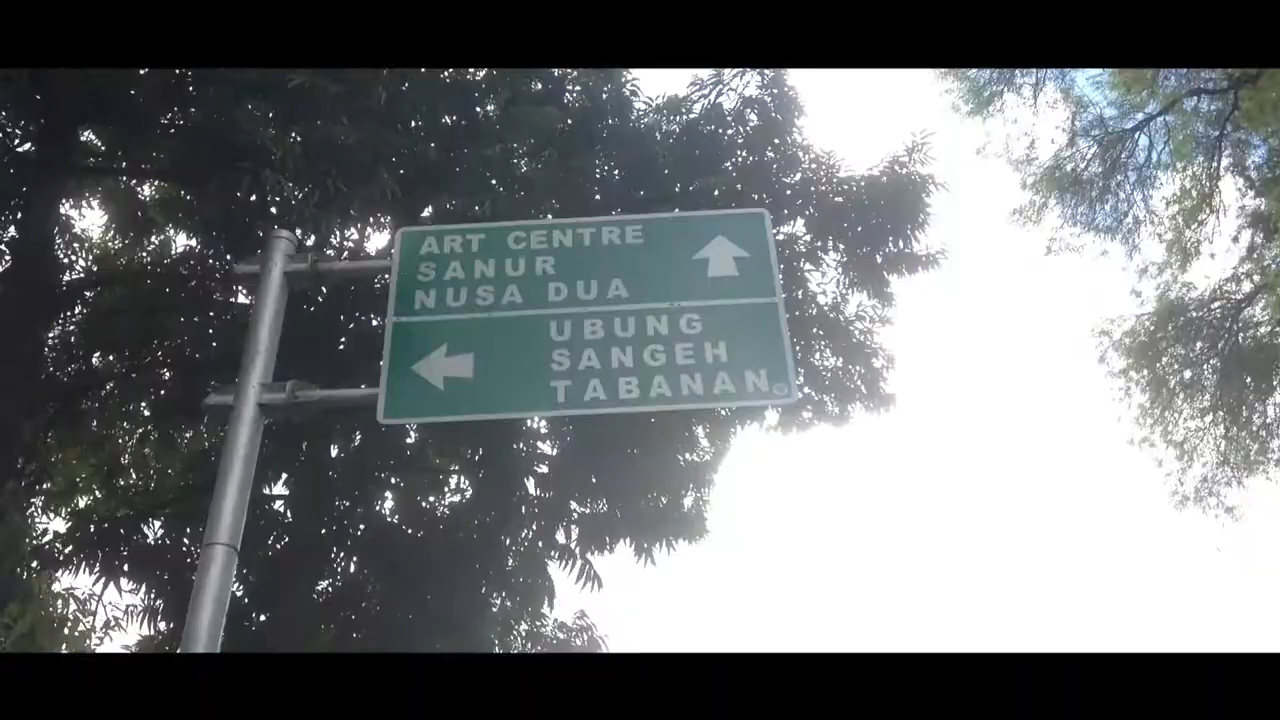 ART CENTRE
SANUR
NUSA DUA
UBUNG
SANGEH
TABANAN